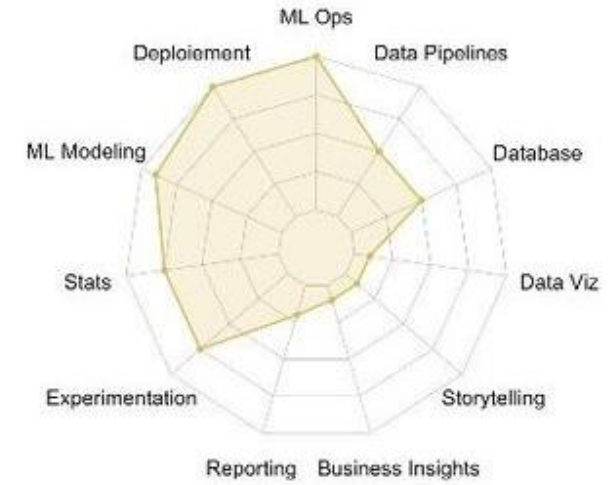 ML Ops
Deploiement
Data Pipelines
ML Modeling
Database
Stats
Data Viz
Experimentation
Storytelling
Reporting
Business Insights